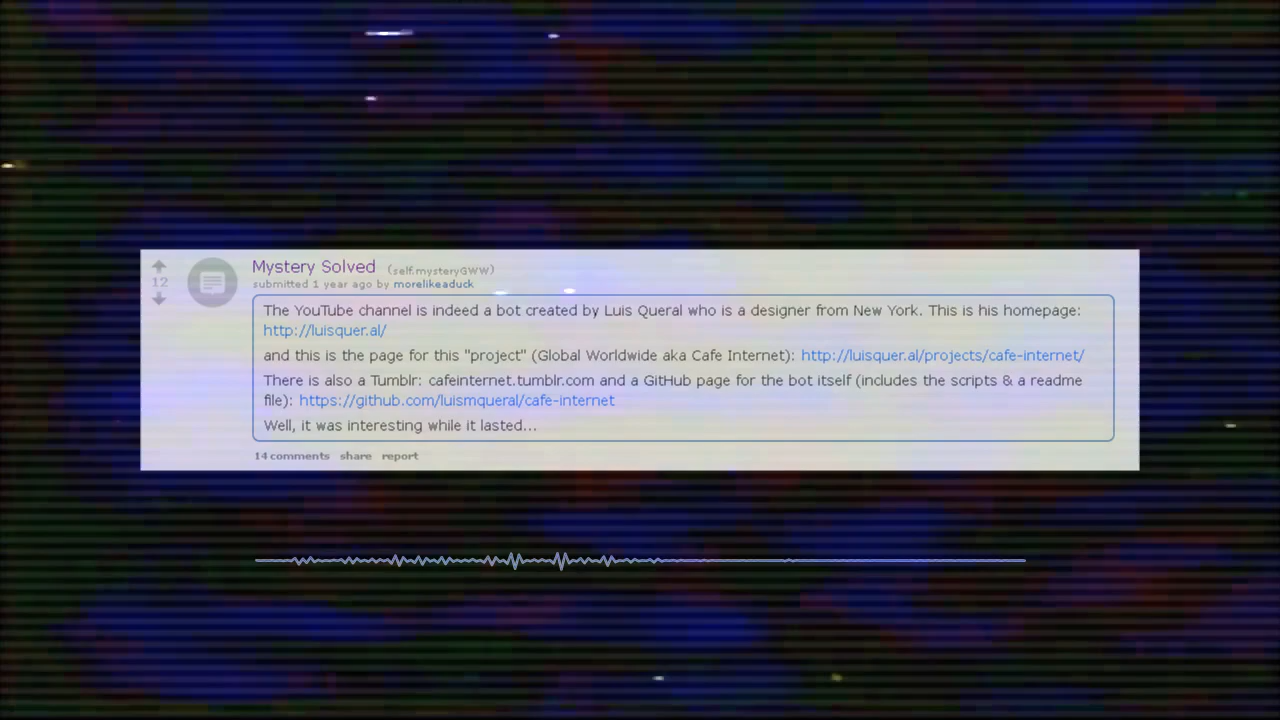 Mystery Solved (self.mysteryGWW)
12
submitted 1 year ago by morelikeaduck
The YouTube channel is indeed a bot created by Luis Queral who is a designer from New York. This is his homepage:
http://luisquer.al/
and this is the page for this "project" (Global Worldwide aka Cafe Internet): http://luisquer.al/projects/cafe-internet/
There is also a Tumblr: cafeinternet.tumblr.com and a GitHub page for the bot itself (includes the scripts & a readme
file): https://github.com/luismqueral/cafe-internet
Well, it was interesting while it lasted...
14 comments share report